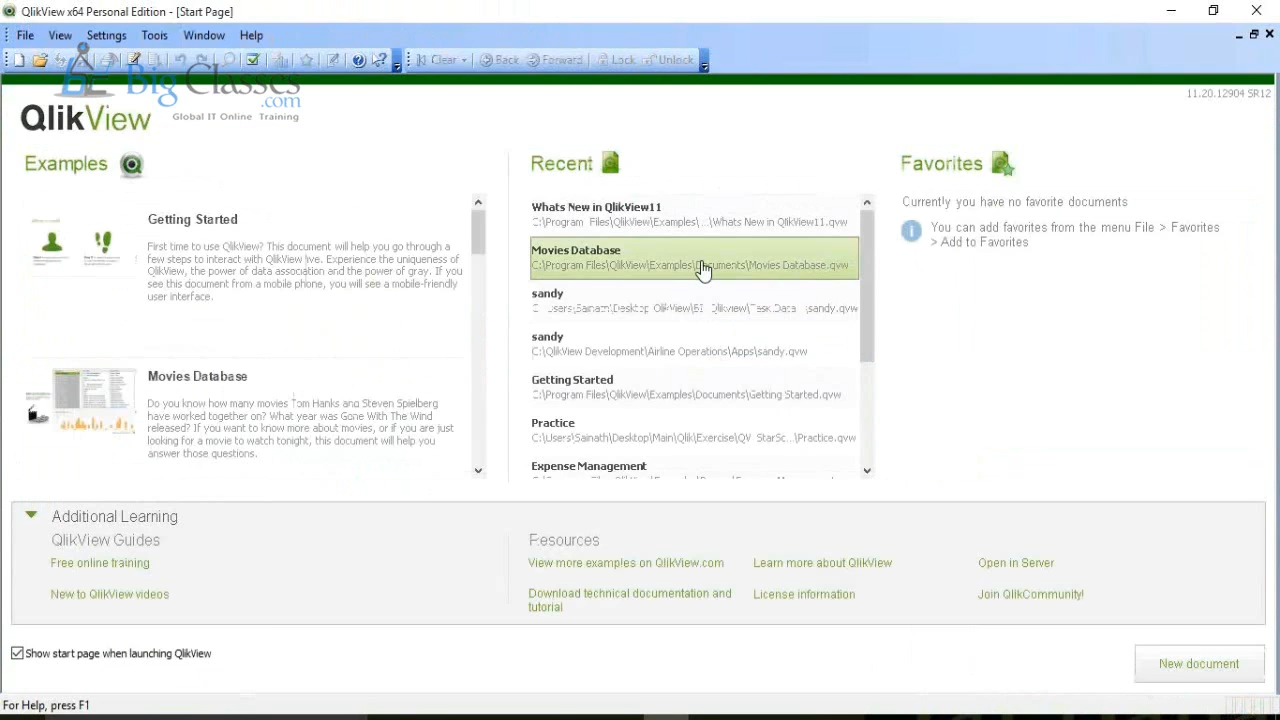 QlikView x64 Personal Edition - [Start Page]
File View Settings Tools Window Help
Clear Back Forward Lock Unlock
BigClasses
.com
Global IT Online Training
11.20.12904 SR12
QlikView
Examples
Getting Started
First time to use QlikView? This document will help you go through a
few steps to interact with QlikView live. Experience the uniqueness of
QlikView, the power of data association and the power of gray. If you
see this document from a mobile phone, you will see a mobile-friendly
user interface.
Movies Database
Do you know how many movies Tom Hanks and Steven Spielberg
have worked together on? What year was Gone With The Wind
released? If you want to know more about movies, or if you are just
looking for a movie to watch tonight, this document will help you
answer those questions.
Recent
Whats New in QlikView11
C:\Program Files\QlikView\Examples\...\Whats New in QlikView11.qvw
Movies Database
C:\Program Files\QlikView\Examples\Documents\Movies Database.qvw
sandy
sandy
C:\QlikView Development\Airline Operations\Apps\sandy.qvw
Getting Started
C:\Program Files\QlikView\Examples\Documents\Getting Started.qvw
Practice
C:\Users\Sainath\Desktop\Main\Qlik\Exercise\QV StarSc...\Practice.qvw
Expense Management
Favorites
Currently you have no favorite documents
You can add favorites from the menu File > Favorites
> Add to Favorites
Additional Learning
QlikView Guides
Free online training
New to QlikView videos
Resources
View more examples on QlikView.com
Download technical documentation and
tutorial
Learn more about QlikView
License information
Open in Server
Join QlikCommunity!
Show start page when launching QlikView
New document
For Help, press F1